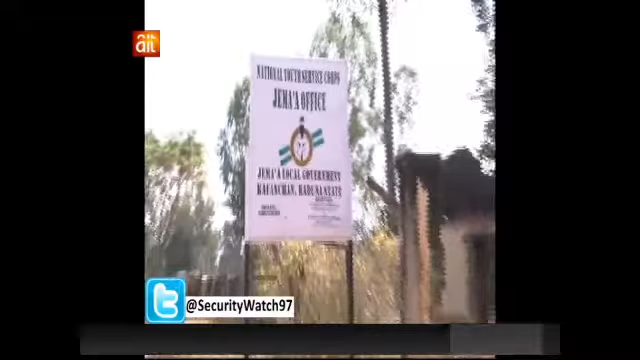 ait
NATIONAL YOUTH SERVICE CORPS
JEMA'A OFFICE
JEMA'A LOCAL GOVERNMENT
KAFANCHAN, KADUNA STATE
@SecurityWatch97